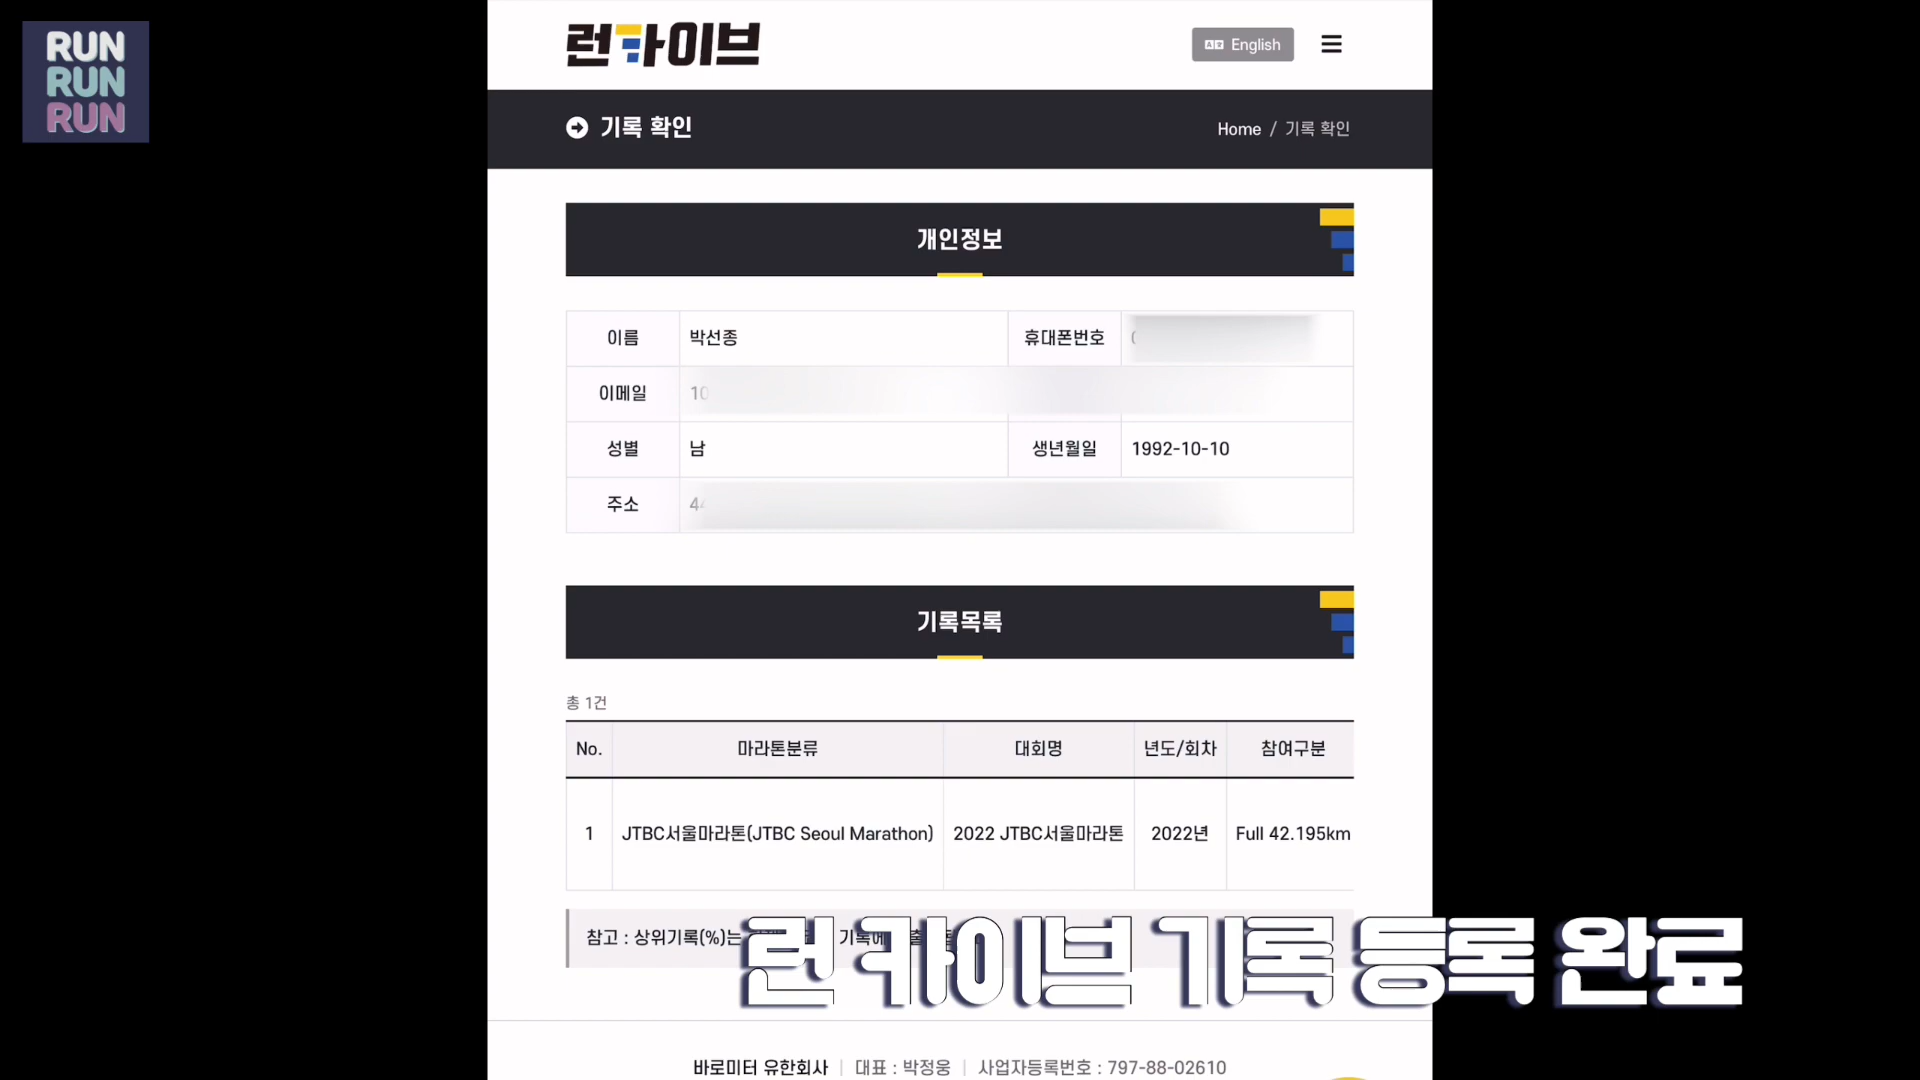 RUN
RUN
RUN
런카이브
English
기록 확인
Home / 기록 확인
개인정보
이름 박선종 휴대폰번호
이메일 10
성별 남 생년월일 1992-10-10
주소
기록목록
총 1건
No. 마라톤분류 대회명 년도/회차 참여구분
1 JTBC서울마라톤(JTBC Seoul Marathon) 2022 JTBC서울마라톤 2022년 Full 42.195km
참고 : 상위기록(%)는
런 카이브 기록 등록 완료
바로미터 유한회사 | 대표 : 박정웅 | 사업자등록번호 : 797-88-02610